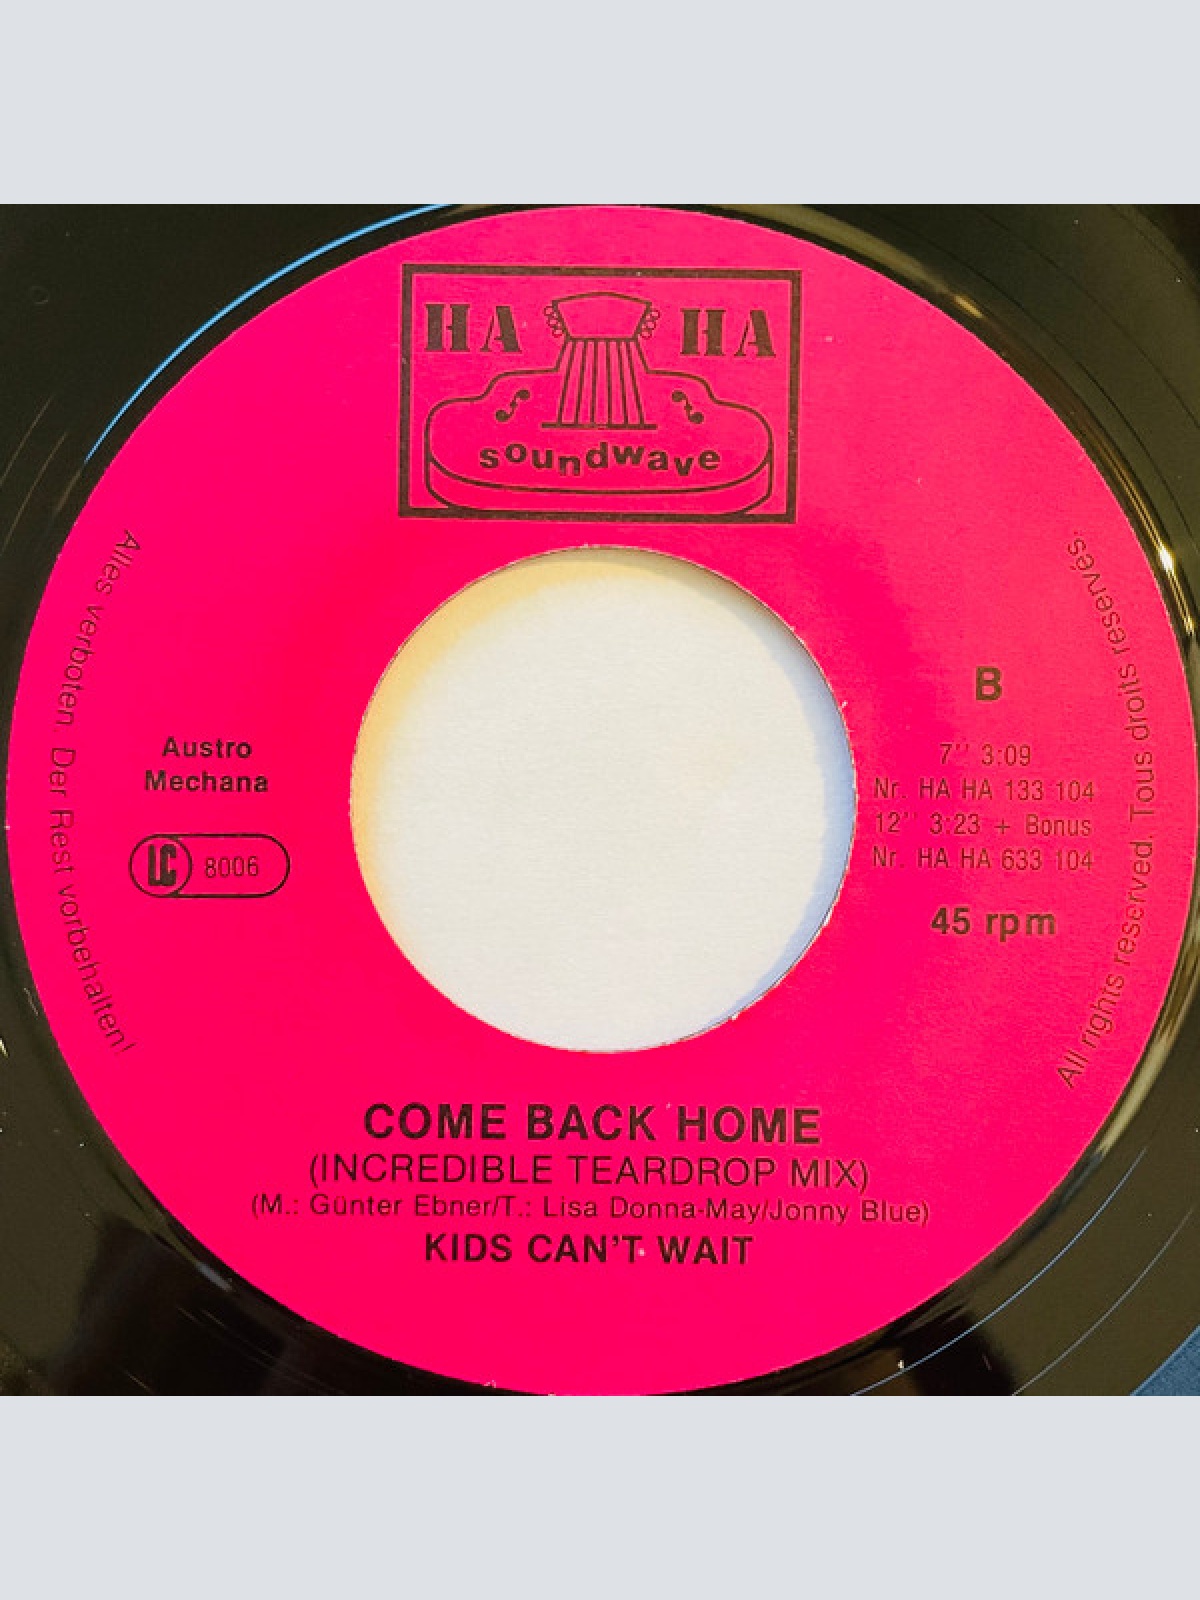 HA HA
soundwave
Alles verboten. Der Rest vorbehalten!
Austro
Mechana
LC 8006
B
7'' 3:09
Nr. HA HA 133 104
12'' 3:23 + Bonus
Nr. HA HA 633 104
45 rpm
All rights reserved. Tous droits reservés.
COME BACK HOME
(INCREDIBLE TEARDROP MIX)
(M.: Günter Ebner/T.: Lisa Donna-May/Jonny Blue)
KIDS CAN'T WAIT